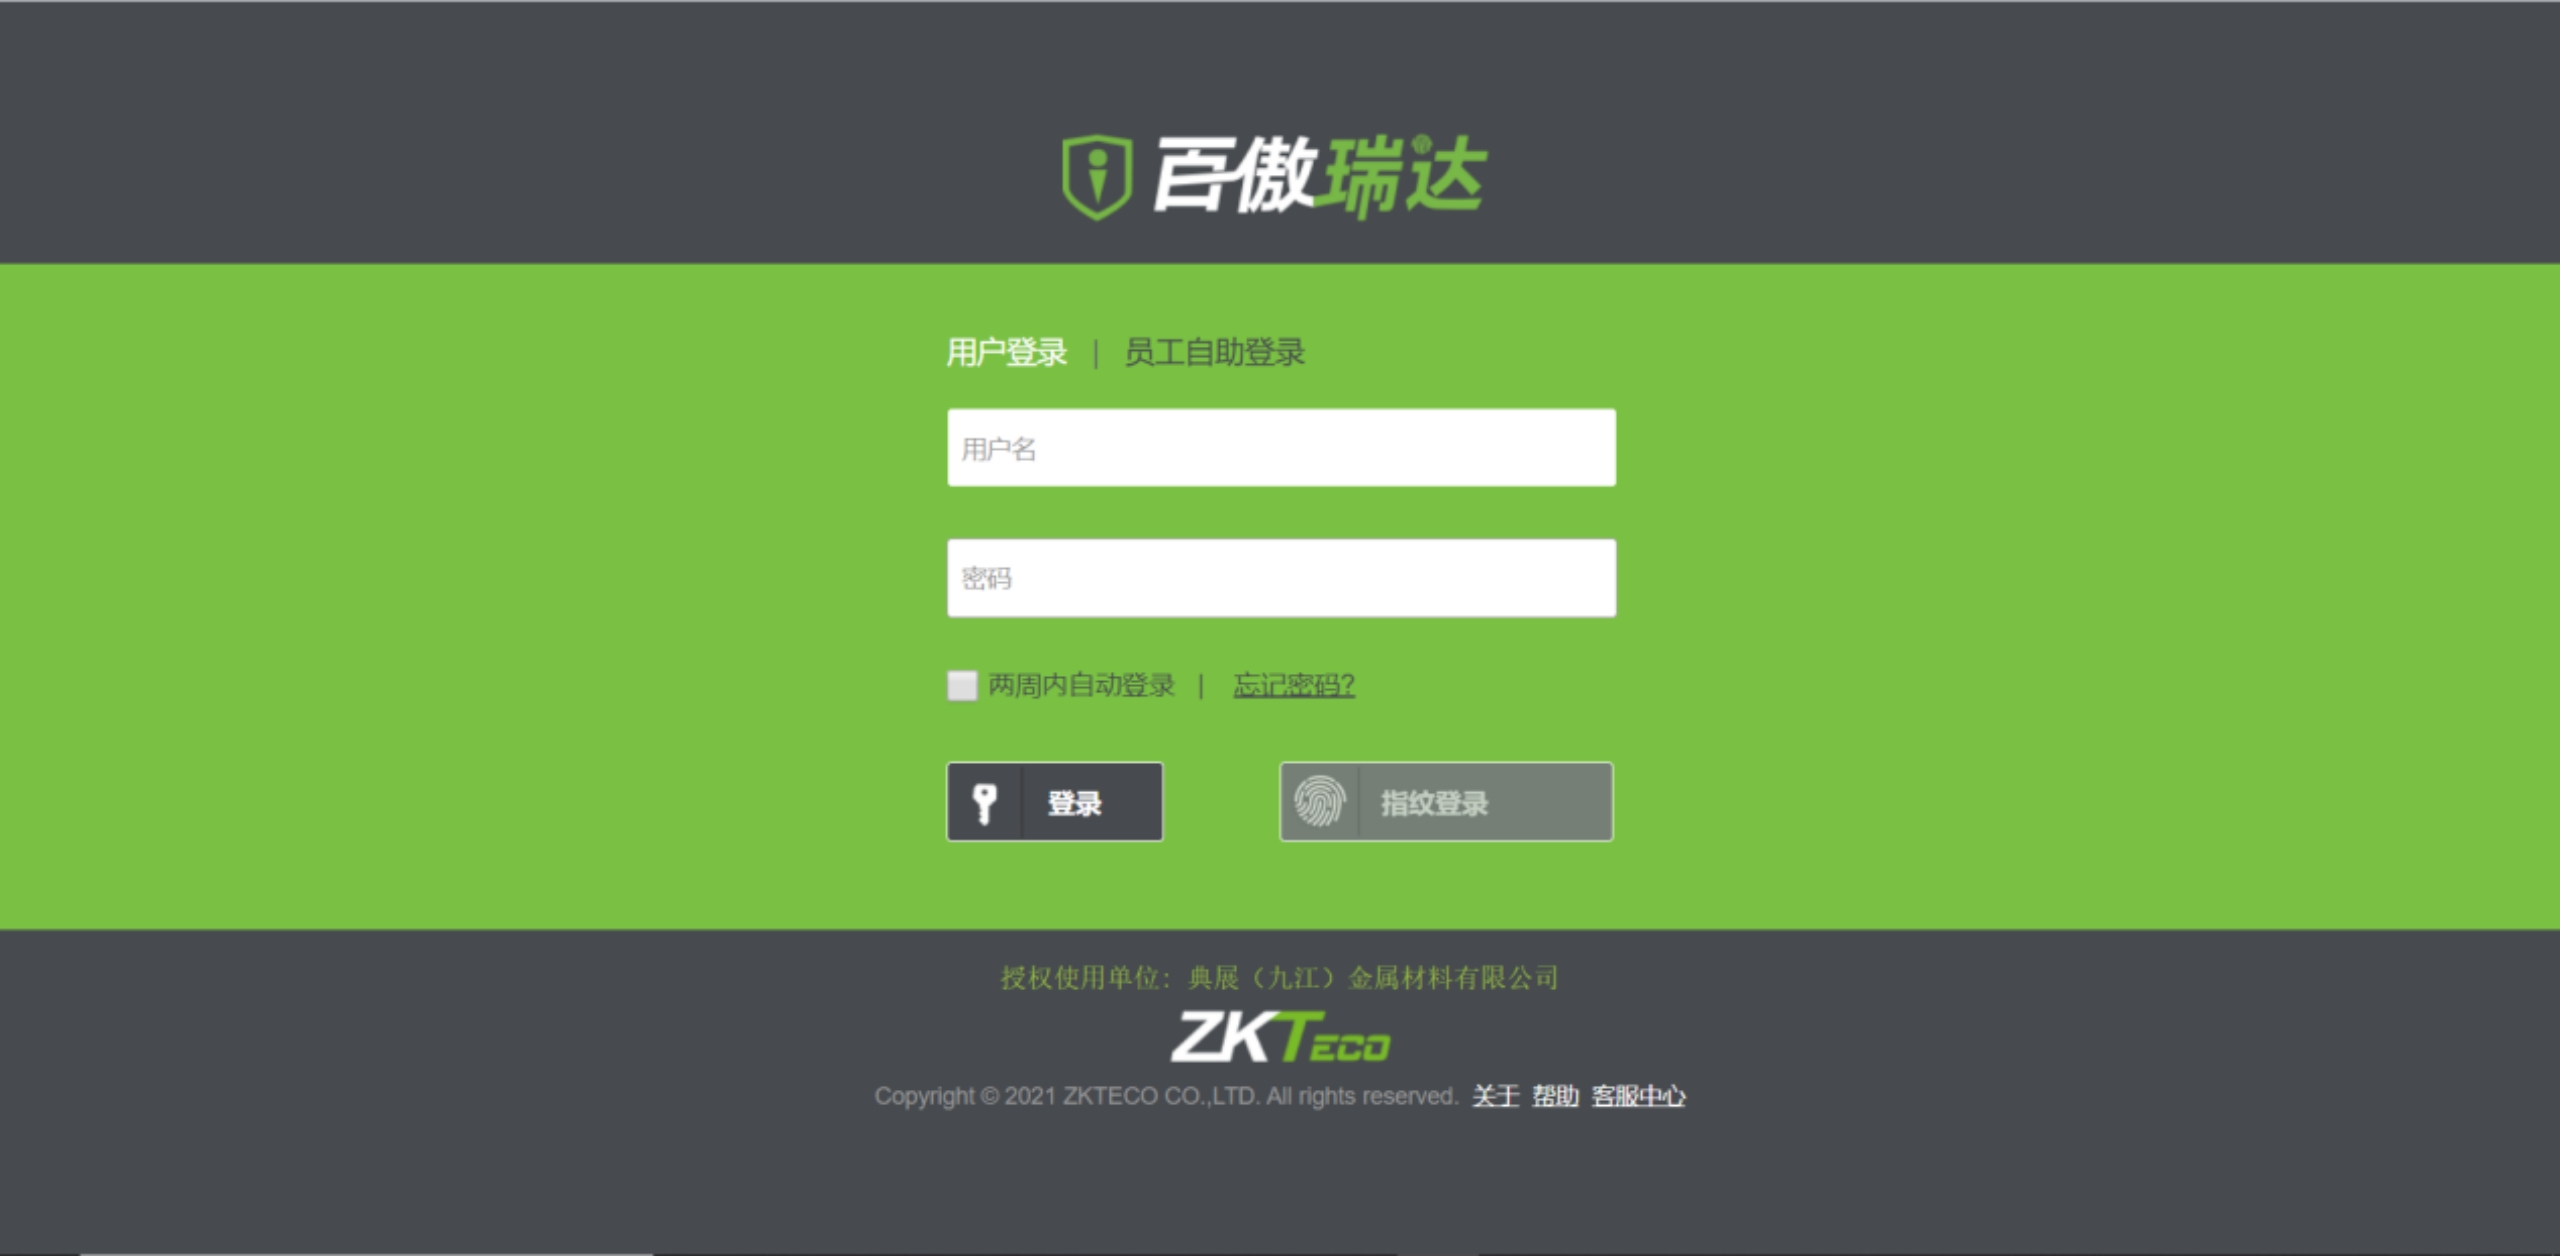 百傲瑞达
用户登录 | 员工自助登录
用户名
密码
两周内自动登录 | 忘记密码?
登录 指纹登录
授权使用单位：典展（九江）金属材料有限公司
ZKTECO
Copyright © 2021 ZKTECO CO.,LTD. All rights reserved. 关于 帮助 客服中心